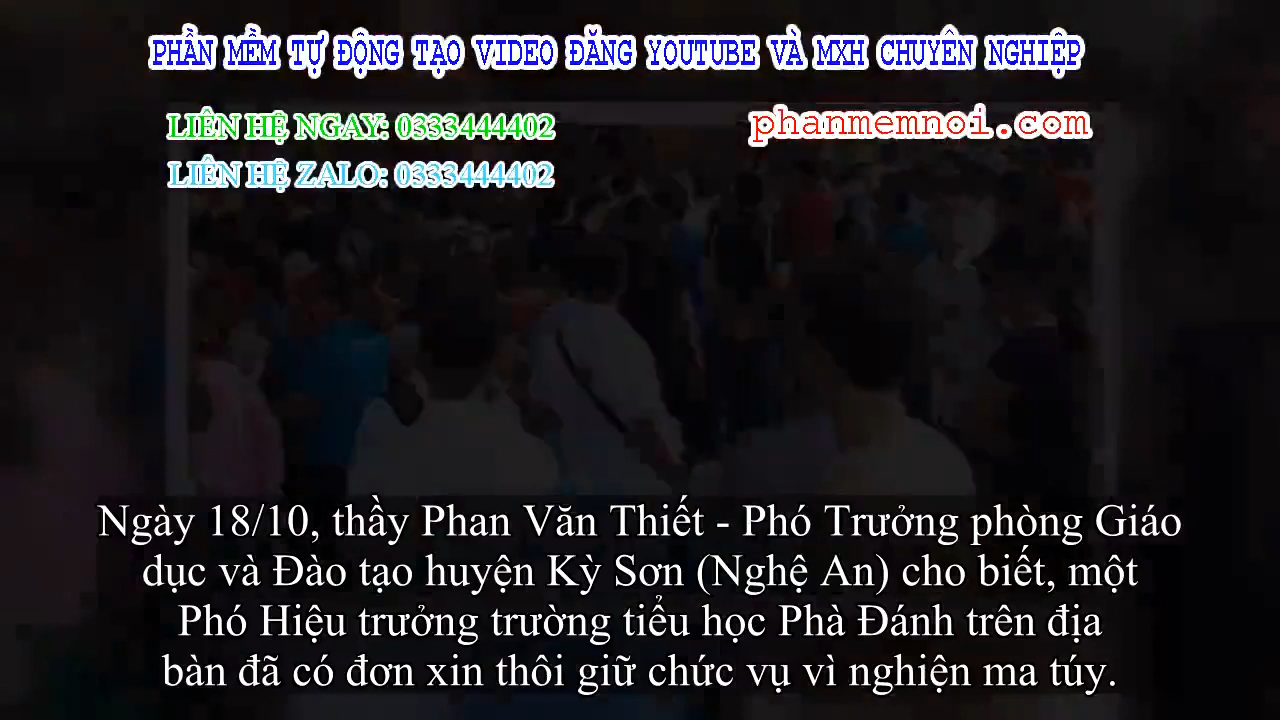 PHẦN MỀM TỰ ĐỘNG TẠO VIDEO ĐĂNG YOUTUBE VÀ MXH CHUYÊN NGHIỆP
LIÊN HỆ NGAY: 0333444402
phanmemnoi.com
LIÊN HỆ ZALO: 0333444402
Ngày 18/10, thầy Phan Văn Thiết - Phó Trưởng phòng Giáo
dục và Đào tạo huyện Kỳ Sơn (Nghệ An) cho biết, một
Phó Hiệu trưởng trường tiểu học Phà Đánh trên địa
bàn đã có đơn xin thôi giữ chức vụ vì nghiện ma túy.